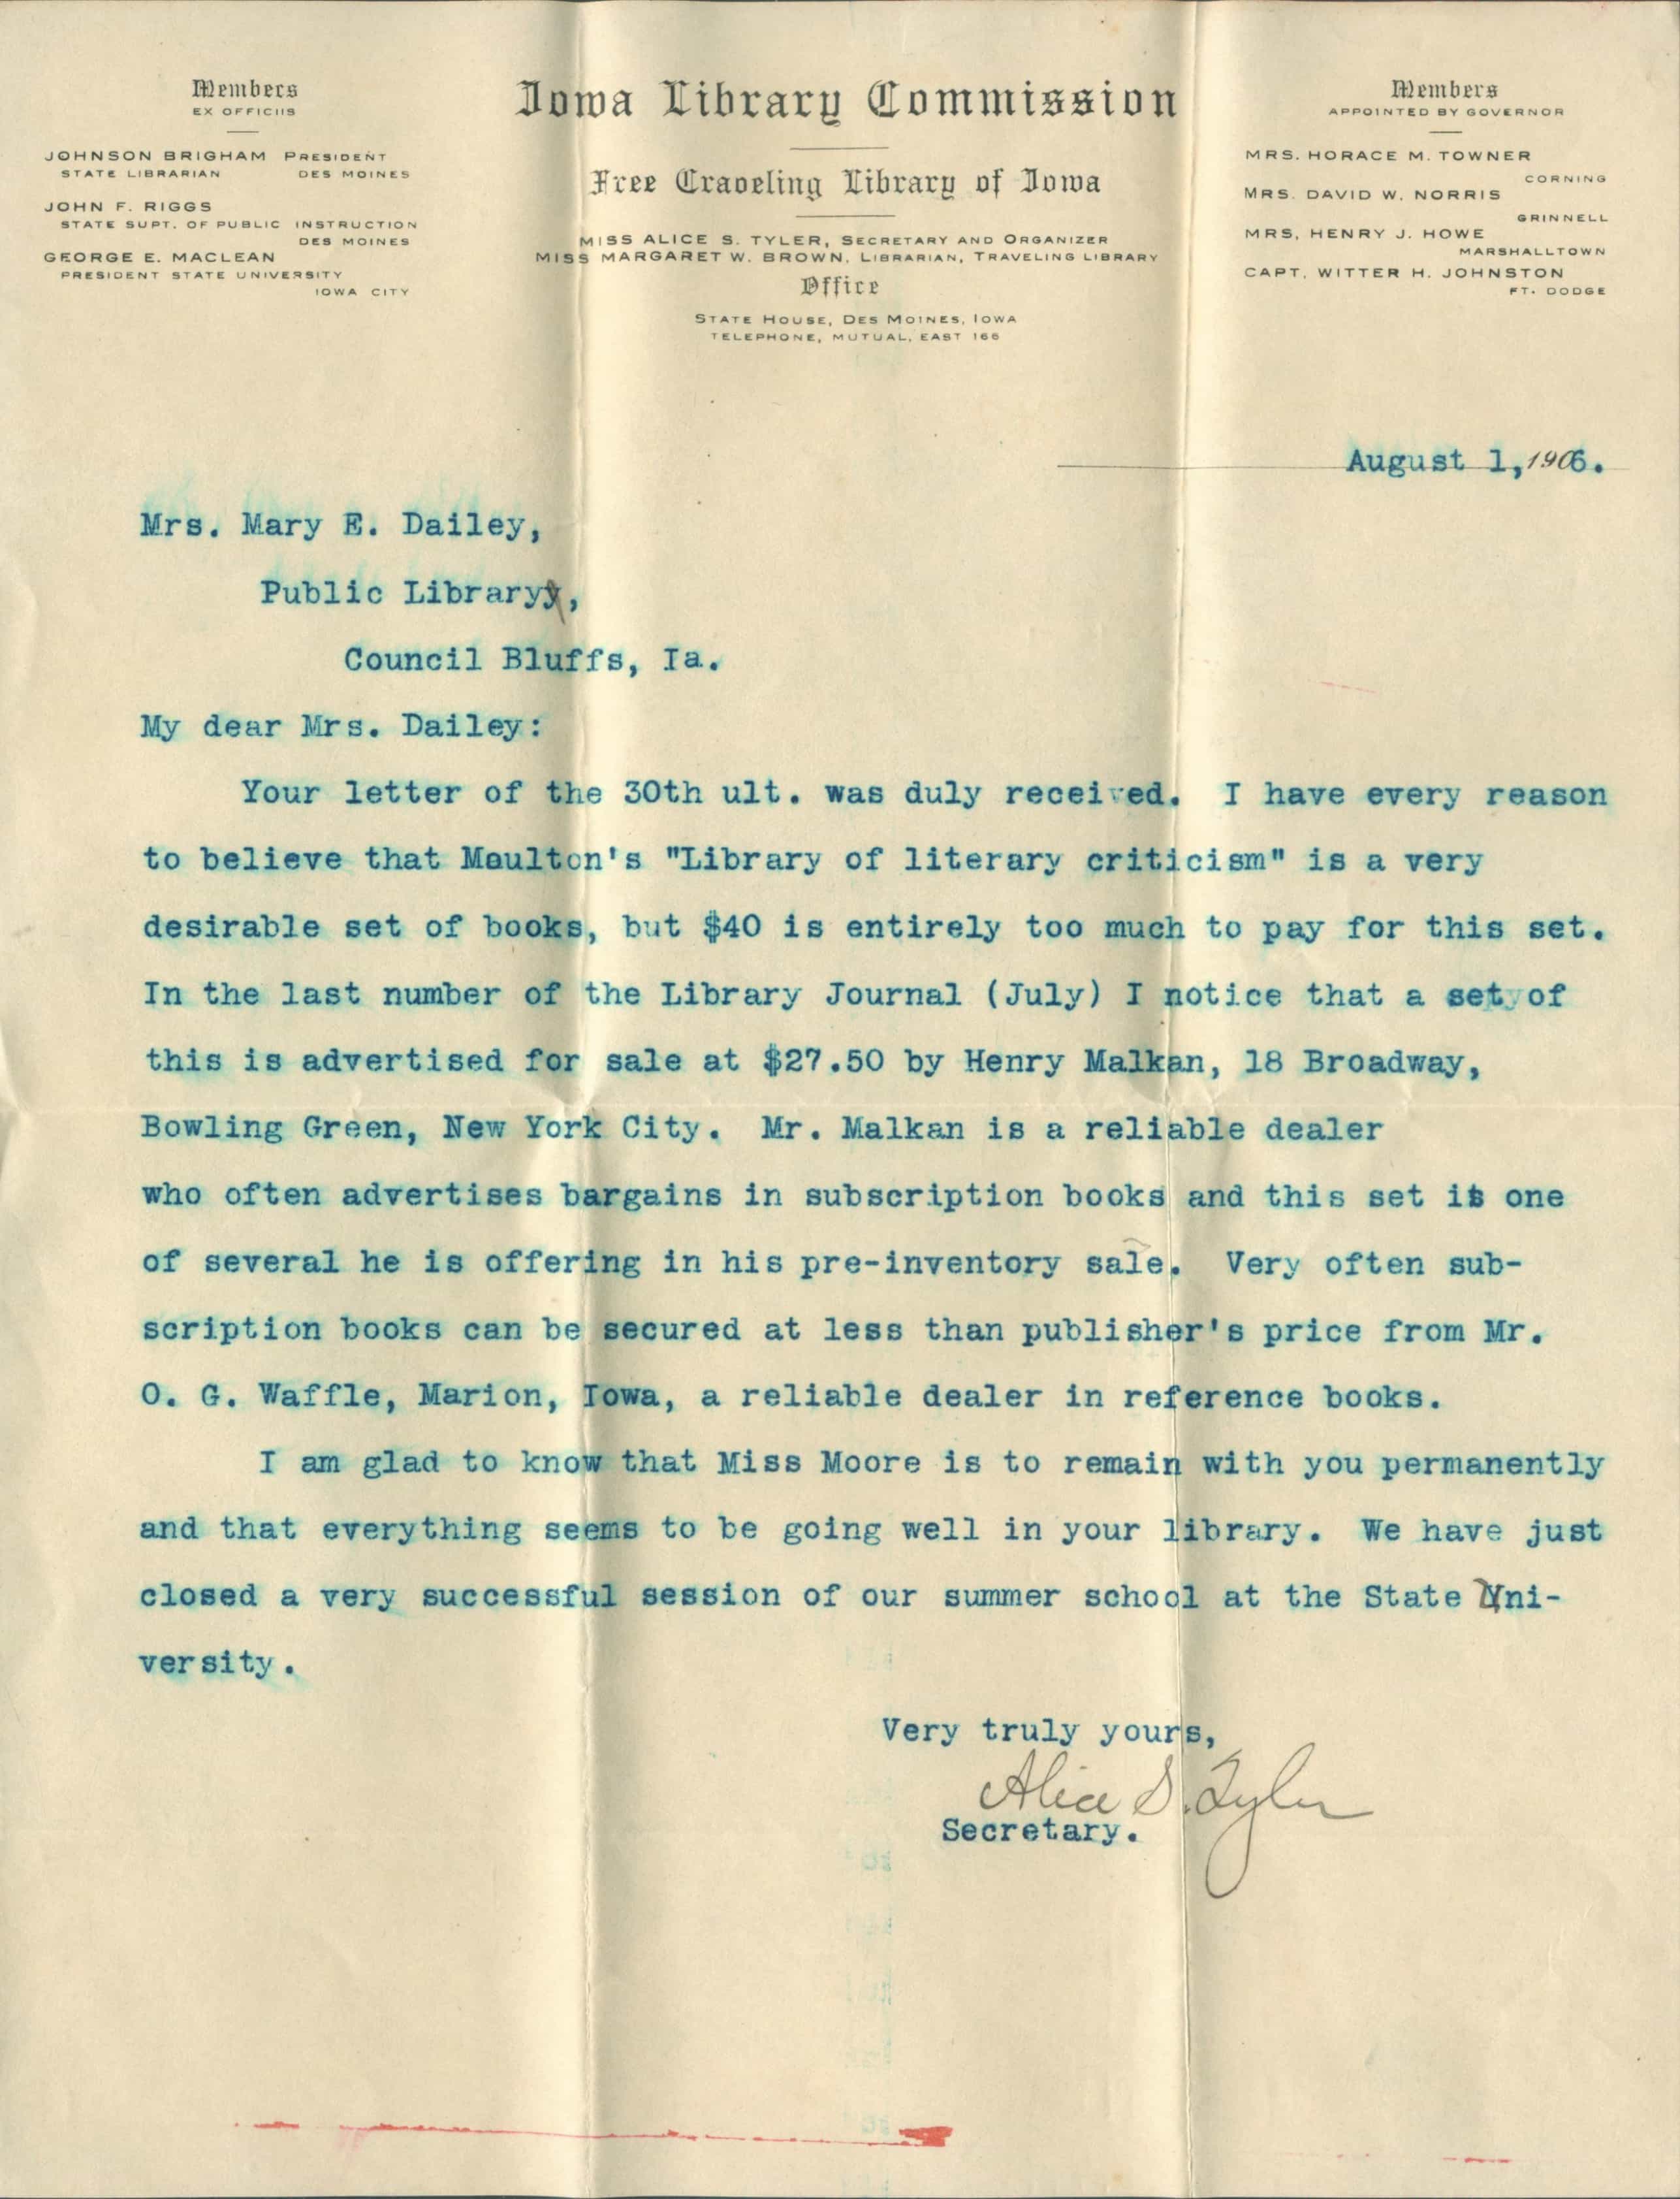 Members
EX OFFICIIS
JOHNSON BRIGHAM PRESIDENT
STATE LIBRARIAN DES MOINES
JOHN F. RIGGS
STATE SUPT. OF PUBLIC INSTRUCTION
DES MOINES
GEORGE E. MACLEAN
PRESIDENT STATE UNIVERSITY
IOWA CITY
Iowa Library Commission
Free Traveling Library of Iowa
MISS ALICE S. TYLER, SECRETARY AND ORGANIZER
MISS MARGARET W. BROWN, LIBRARIAN, TRAVELING LIBRARY
Office
STATE HOUSE, DES MOINES, IOWA
TELEPHONE, MUTUAL, EAST 166
Members
APPOINTED BY GOVERNOR
MRS. HORACE M. TOWNER
CORNING
MRS. DAVID W. NORRIS
GRINNELL
MRS. HENRY J. HOWE
MARSHALLTOWN
CAPT. WITTER H. JOHNSTON
FT. DODGE
August 1, 1906.
Mrs. Mary E. Dailey,
Public Library,
Council Bluffs, Ia.
My dear Mrs. Dailey:
Your letter of the 30th ult. was duly received. I have every reason
to believe that Moulton's "Library of literary criticism" is a very
desirable set of books, but $40 is entirely too much to pay for this set.
In the last number of the Library Journal (July) I notice that a set of
this is advertised for sale at $27.50 by Henry Malkan, 18 Broadway,
Bowling Green, New York City. Mr. Malkan is a reliable dealer
who often advertises bargains in subscription books and this set is one
of several he is offering in his pre-inventory sale. Very often sub-
scription books can be secured at less than publisher's price from Mr.
O. G. Waffle, Marion, Iowa, a reliable dealer in reference books.
I am glad to know that Miss Moore is to remain with you permanently
and that everything seems to be going well in your library. We have just
closed a very successful session of our summer school at the State Uni-
versity.
Very truly yours,
Alice S. Tyler
Secretary.